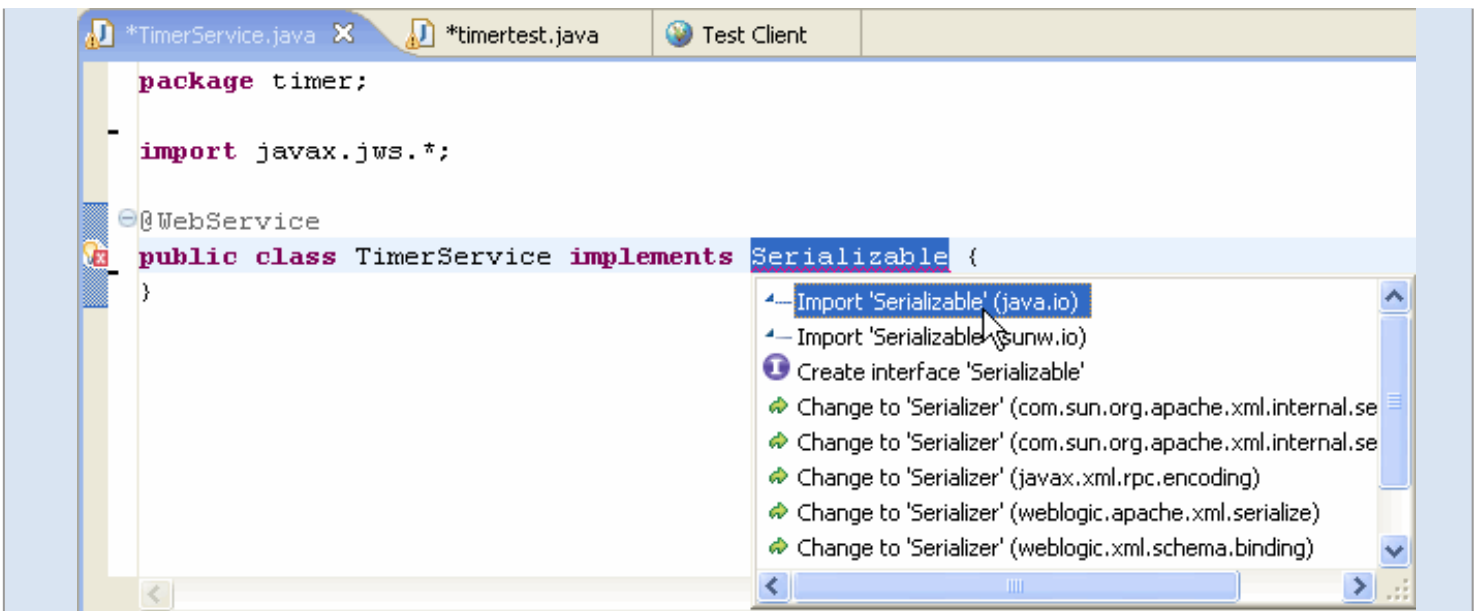 *TimerService.java *timertest.java Test Client
package timer;
import javax.jws.*;
@WebService
public class TimerService implements Serializable {
}
Import 'Serializable' (java.io)
Import 'Serializable' (sunw.io)
Create interface 'Serializable'
Change to 'Serializer' (com.sun.org.apache.xml.internal.se
Change to 'Serializer' (com.sun.org.apache.xml.internal.se
Change to 'Serializer' (javax.xml.rpc.encoding)
Change to 'Serializer' (weblogic.apache.xml.serialize)
Change to 'Serializer' (weblogic.xml.schema.binding)